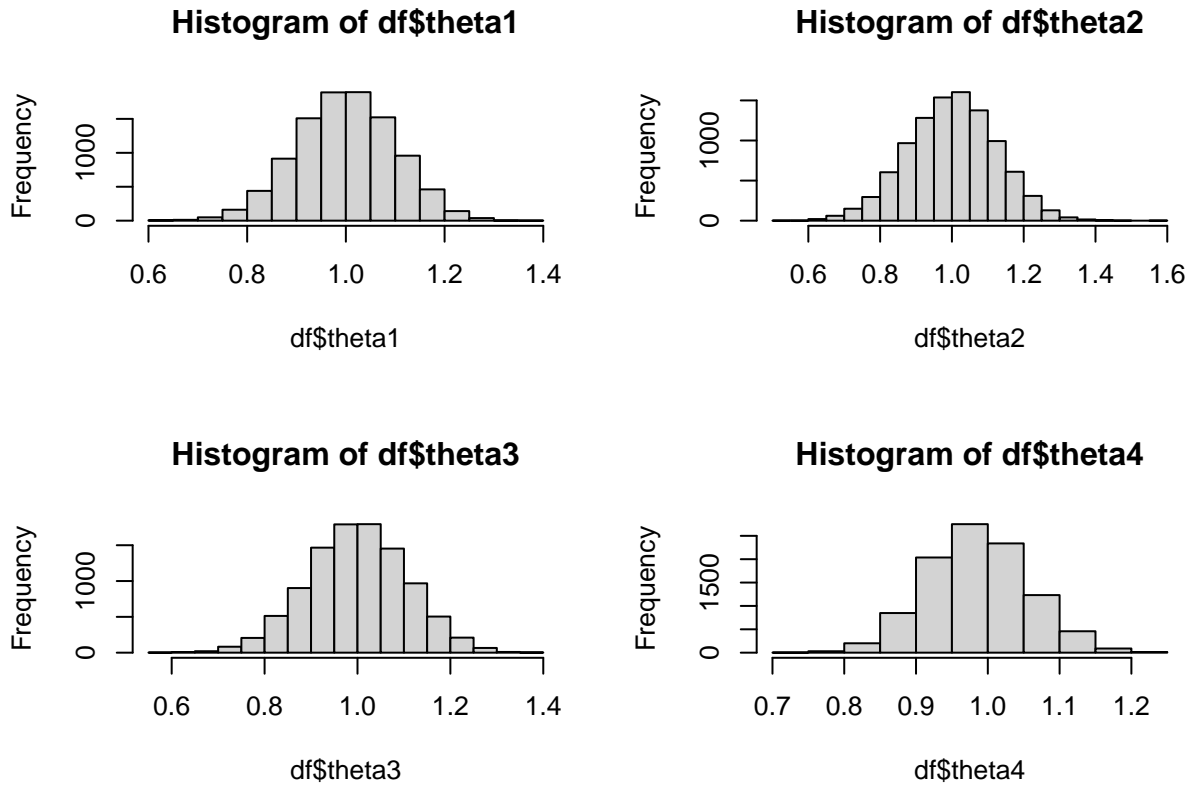 Histogram of df$theta1
Frequency
0 1000
0.6 0.8 1.0 1.2 1.4
df$theta1
Histogram of df$theta2
Frequency
0 1000
0.6 0.8 1.0 1.2 1.4 1.6
df$theta2
Histogram of df$theta3
Frequency
0 1000
0.6 0.8 1.0 1.2 1.4
df$theta3
Histogram of df$theta4
Frequency
0 1500
0.7 0.8 0.9 1.0 1.1 1.2
df$theta4